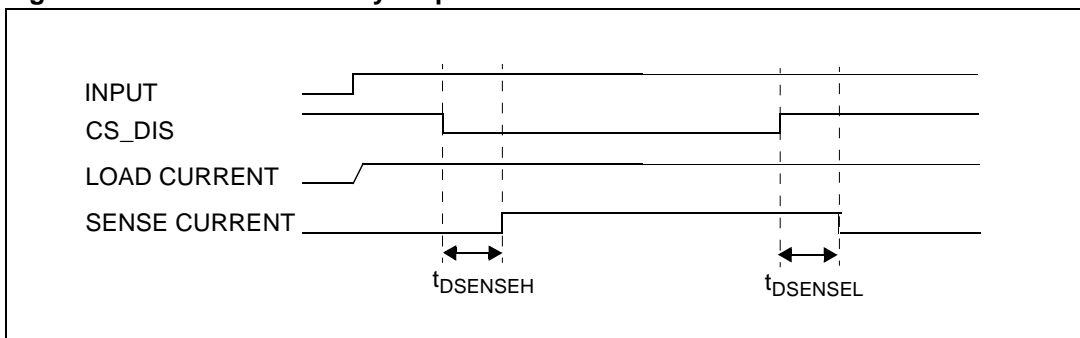 INPUT
CS_DIS
LOAD CURRENT
SENSE CURRENT
tDSENSEH
tDSENSEL